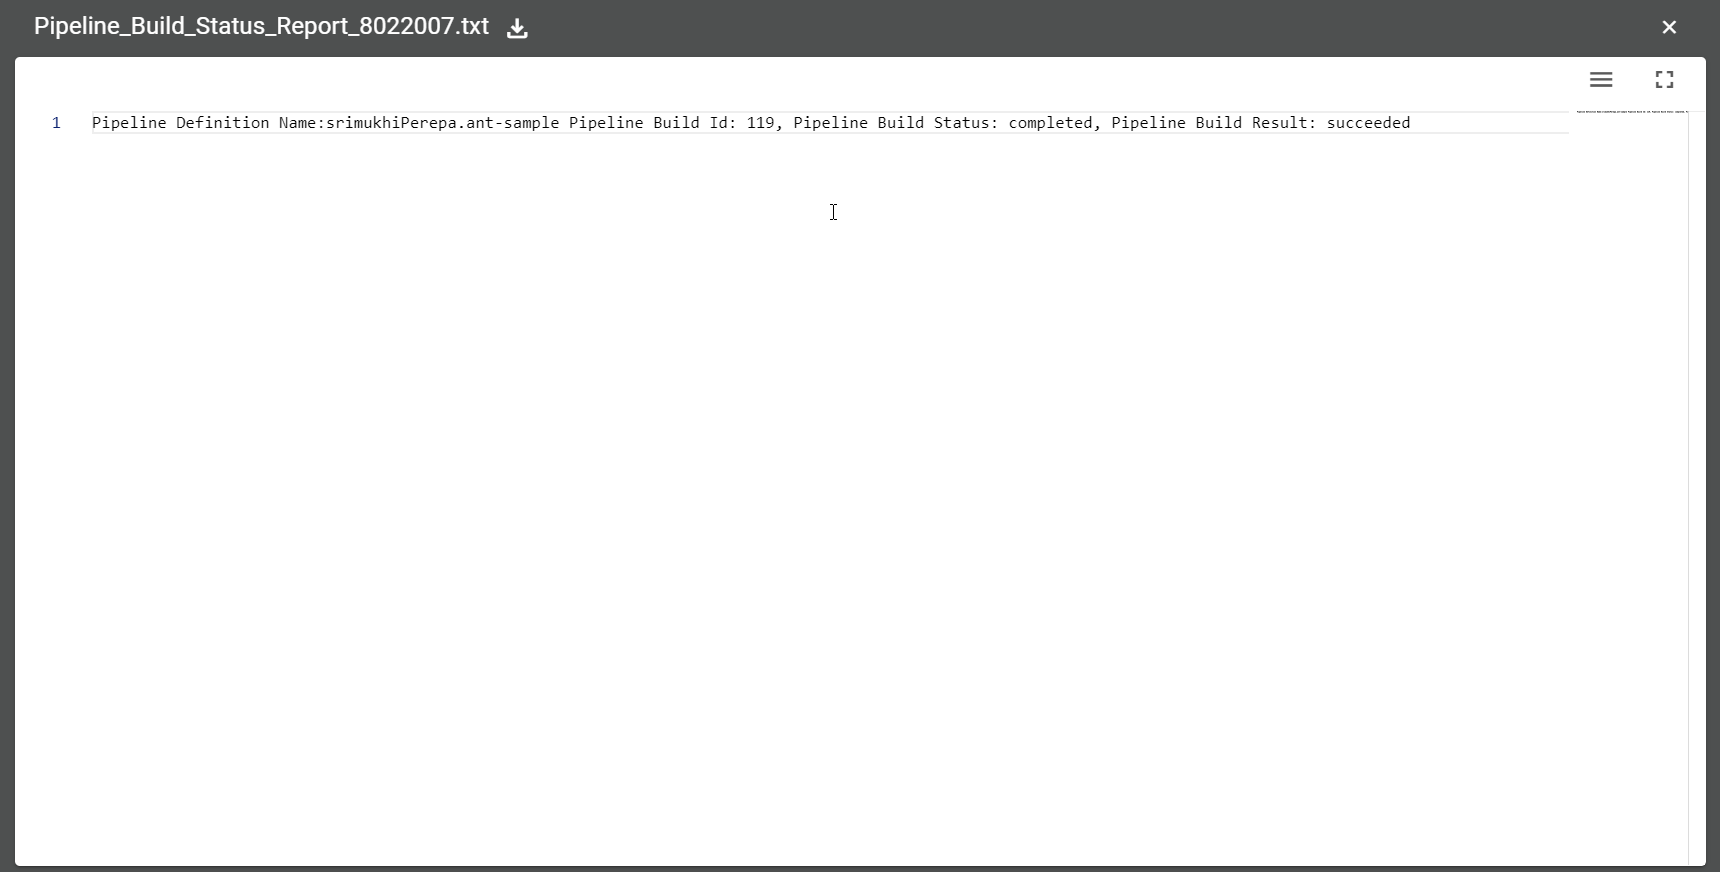 Pipeline_Build_Status_Report_8022007.txt
1 Pipeline Definition Name:srimukhiPerepa.ant-sample Pipeline Build Id: 119, Pipeline Build Status: completed, Pipeline Build Result: succeeded